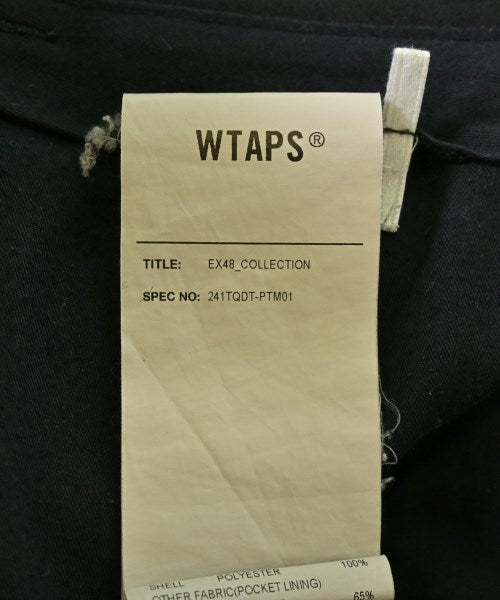 WTAPS®
TITLE: EX48_COLLECTION
SPEC NO: 241TQDT-PTM01
SHELL POLYESTER 100%
OTHER FABRIC(POCKET LINING)
65%